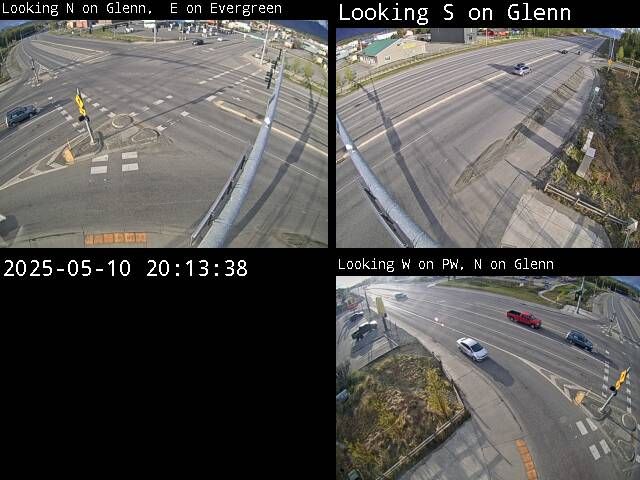 Looking N on Glenn,  E on Evergreen
Looking S on Glenn
2025-05-10 20:13:38
Looking W on PW, N on Glenn